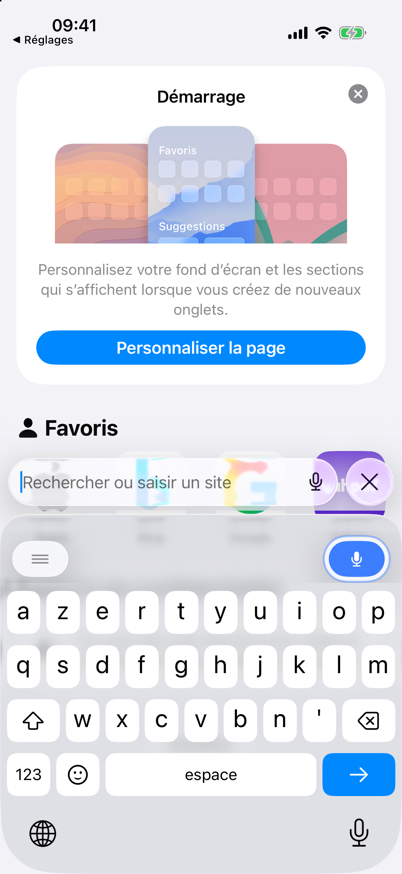 09:41
◀ Réglages
Démarrage
Favoris
Suggestions
Personnalisez votre fond d'écran et les sections
qui s'affichent lorsque vous créez de nouveaux
onglets.
Personnaliser la page
Favoris
Rechercher ou saisir un site
a z e r t y u i o p
q s d f g h j k l m
w x c v b n '
123 espace